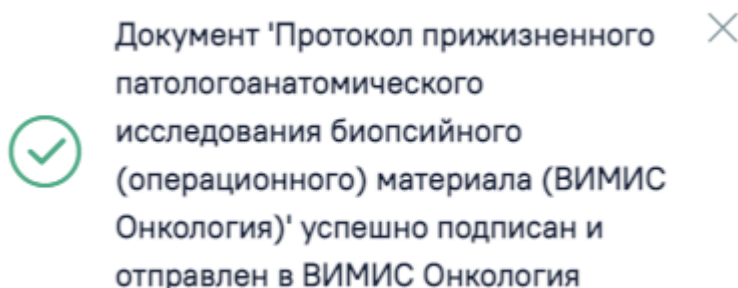 Документ 'Протокол прижизненного
патологоанатомического
исследования биопсийного
(операционного) материала (ВИМИС
Онкология)' успешно подписан и
отправлен в ВИМИС Онкология